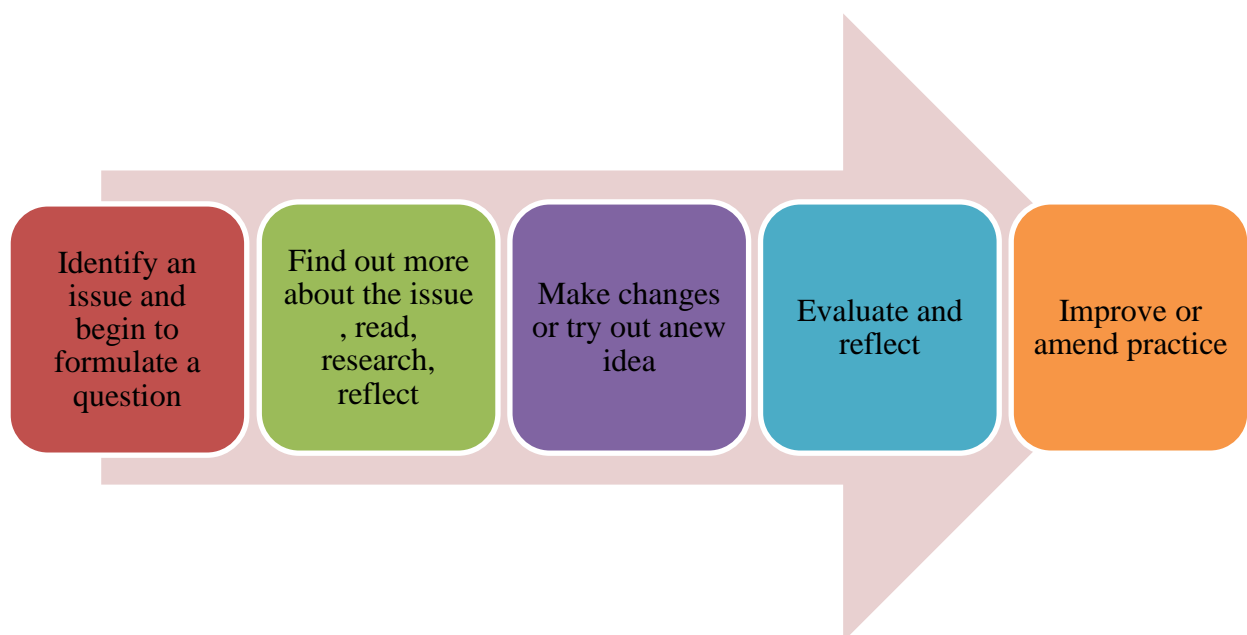 Identify an
issue and
begin to
formulate a
question
Find out more
about the issue
, read,
research,
reflect
Make changes
or try out anew
idea
Evaluate and
reflect
Improve or
amend practice